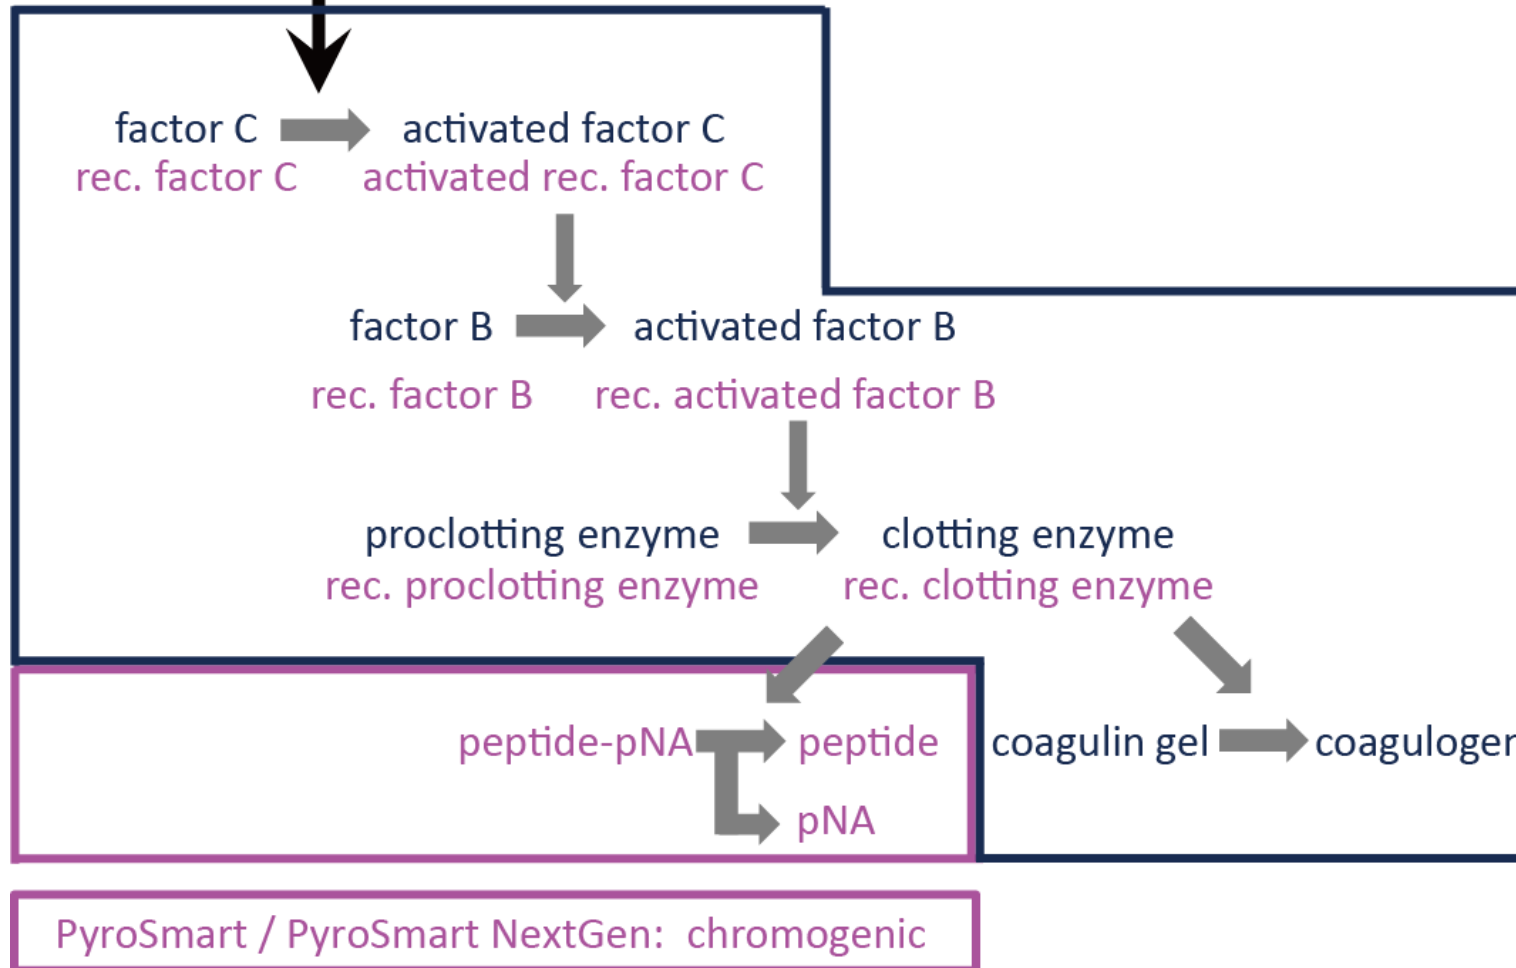 factor C activated factor C
rec. factor C activated rec. factor C
factor B activated factor B
rec. factor B rec. activated factor B
proclotting enzyme clotting enzyme
rec. proclotting enzyme rec. clotting enzyme
peptide-pNA peptide coagulin gel coagulogen
pNA
PyroSmart / PyroSmart NextGen: chromogenic